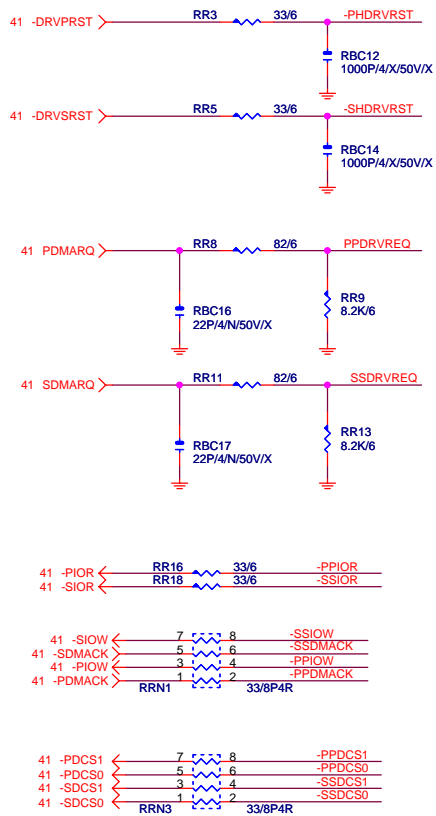 41 -DRVPRST RR3 33/6 -PHDRVRST
RBC12
1000P/4/X/50V/X
41 -DRVSRST RR5 33/6 -SHDRVRST
RBC14
1000P/4/X/50V/X
41 PDMARQ RR8 82/6 PPDRVREQ
RBC16
22P/4/N/50V/X
RR9
8.2K/6
41 SDMARQ RR11 82/6 SSDRVREQ
RBC17
22P/4/N/50V/X
RR13
8.2K/6
41 -PIOR RR16 33/6 -PPIOR
41 -SIOR RR18 33/6 -SSIOR
41 -SIOW 7 8 -SSIOW
41 -SDMACK 5 6 -SSDMACK
41 -PIOW 3 4 -PPIOW
41 -PDMACK 1 2 -PPDMACK
RRN1 33/8P4R
41 -PDCS1 7 8 -PPDCS1
41 -PDCS0 5 6 -PPDCS0
41 -SDCS1 3 4 -SSDCS1
41 -SDCS0 1 2 -SSDCS0
RRN3 33/8P4R